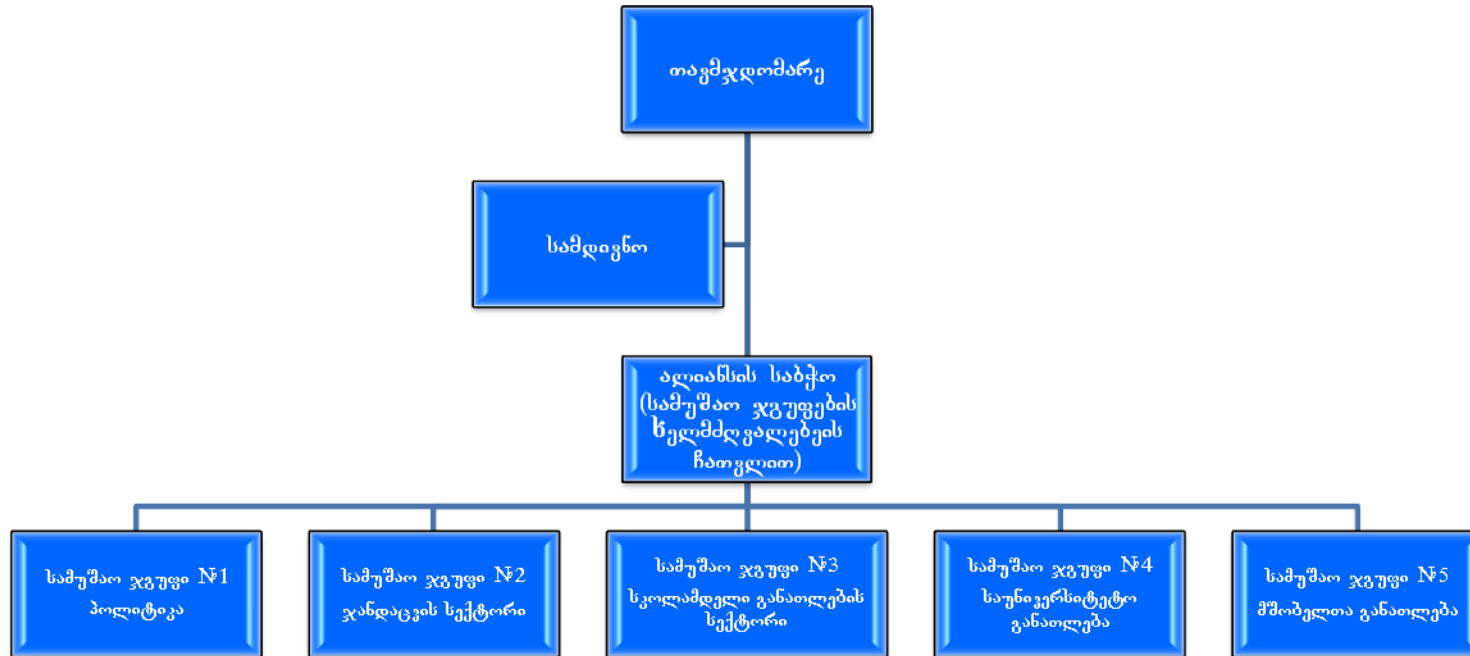 თავმჯდომარე
სამდივნო
ალიანსის საბჭო
(სამუშაო ჯგუფების
ხელმძღვალებეის
ჩათვლით)
სამუშაო ჯგუფი №1
პოლიტიკა
სამუშაო ჯგუფი №2
ჯანდაცვის სექტორი
სამუშაო ჯგუფი №3
სკოლამდელი განათლების
სექტორი
სამუშაო ჯგუფი №4
საუნივერსიტეტო
განათლება
სამუშაო ჯგუფი №5
მშობელთა განათლება